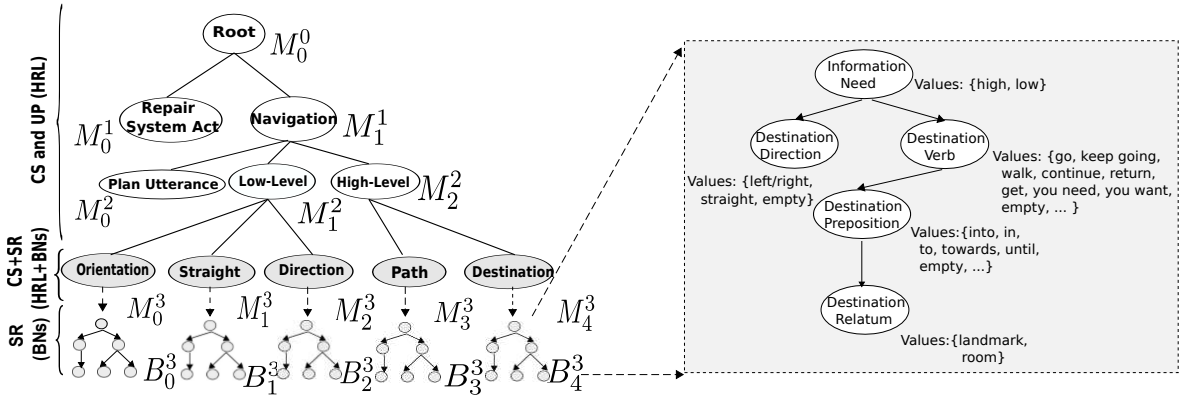 CS and UP (HRL)
CS+SR
(HRL+BNs)
SR
(BNs)
Root
M_0^0
Repair
System Act
M_0^1
Navigation
M_1^1
Plan Utterance
M_0^2
Low-Level
M_1^2
High-Level
M_2^2
Orientation
Straight
Direction
Path
Destination
M_0^3
M_1^3
M_2^3
M_3^3
M_4^3
B_0^3
B_1^3
B_2^3
B_3^3
B_4^3
Information
Need
Values: {high, low}
Destination
Direction
Values: {left/right,
straight, empty}
Destination
Verb
Values: {go, keep going,
walk, continue, return,
get, you need, you want,
empty, ... }
Destination
Preposition
Values:{into, in,
to, towards, until,
empty, ...}
Destination
Relatum
Values:{landmark,
room}